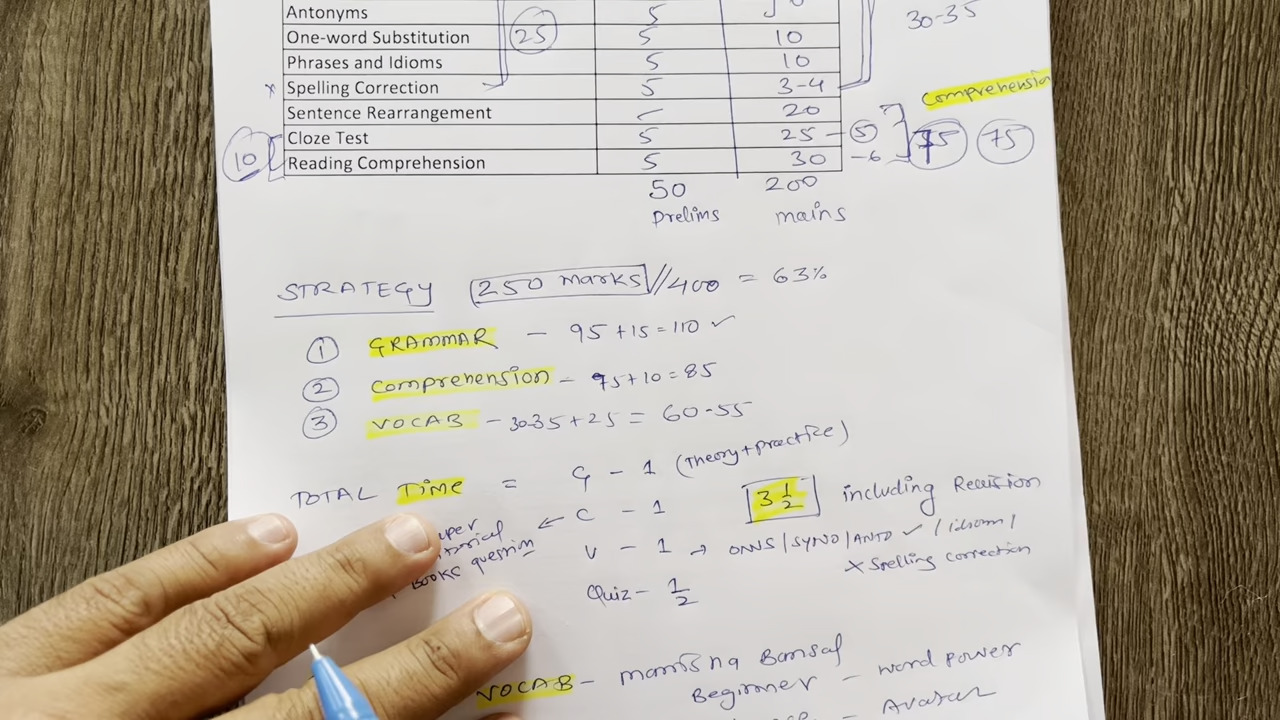 Antonyms 5
One-word Substitution 25 5 10 30-35
Phrases and Idioms 5 10
x Spelling Correction 5 3-4
Comprehension
Sentence Rearrangement 20
Cloze Test 5 25 - 5
10 75 75
Reading Comprehension 5 30 - 6
50 200
Prelims mains
STRATEGY 250 marks//400 = 63%
1 GRAMMAR - 95+15=110 ✓
2 Comprehension - 75+10=85
3 VOCAB - 30-35+25 = 60-55
TOTAL TIME = G - 1 (Theory+practice)
C - 1 3 1/2 including Revision
Books question
V - 1 → OWS/SYNO/ANTO ✓ /idiom/
x Spelling correction
Quiz - 1/2
VOCAB - Bansal
Beginner - word power